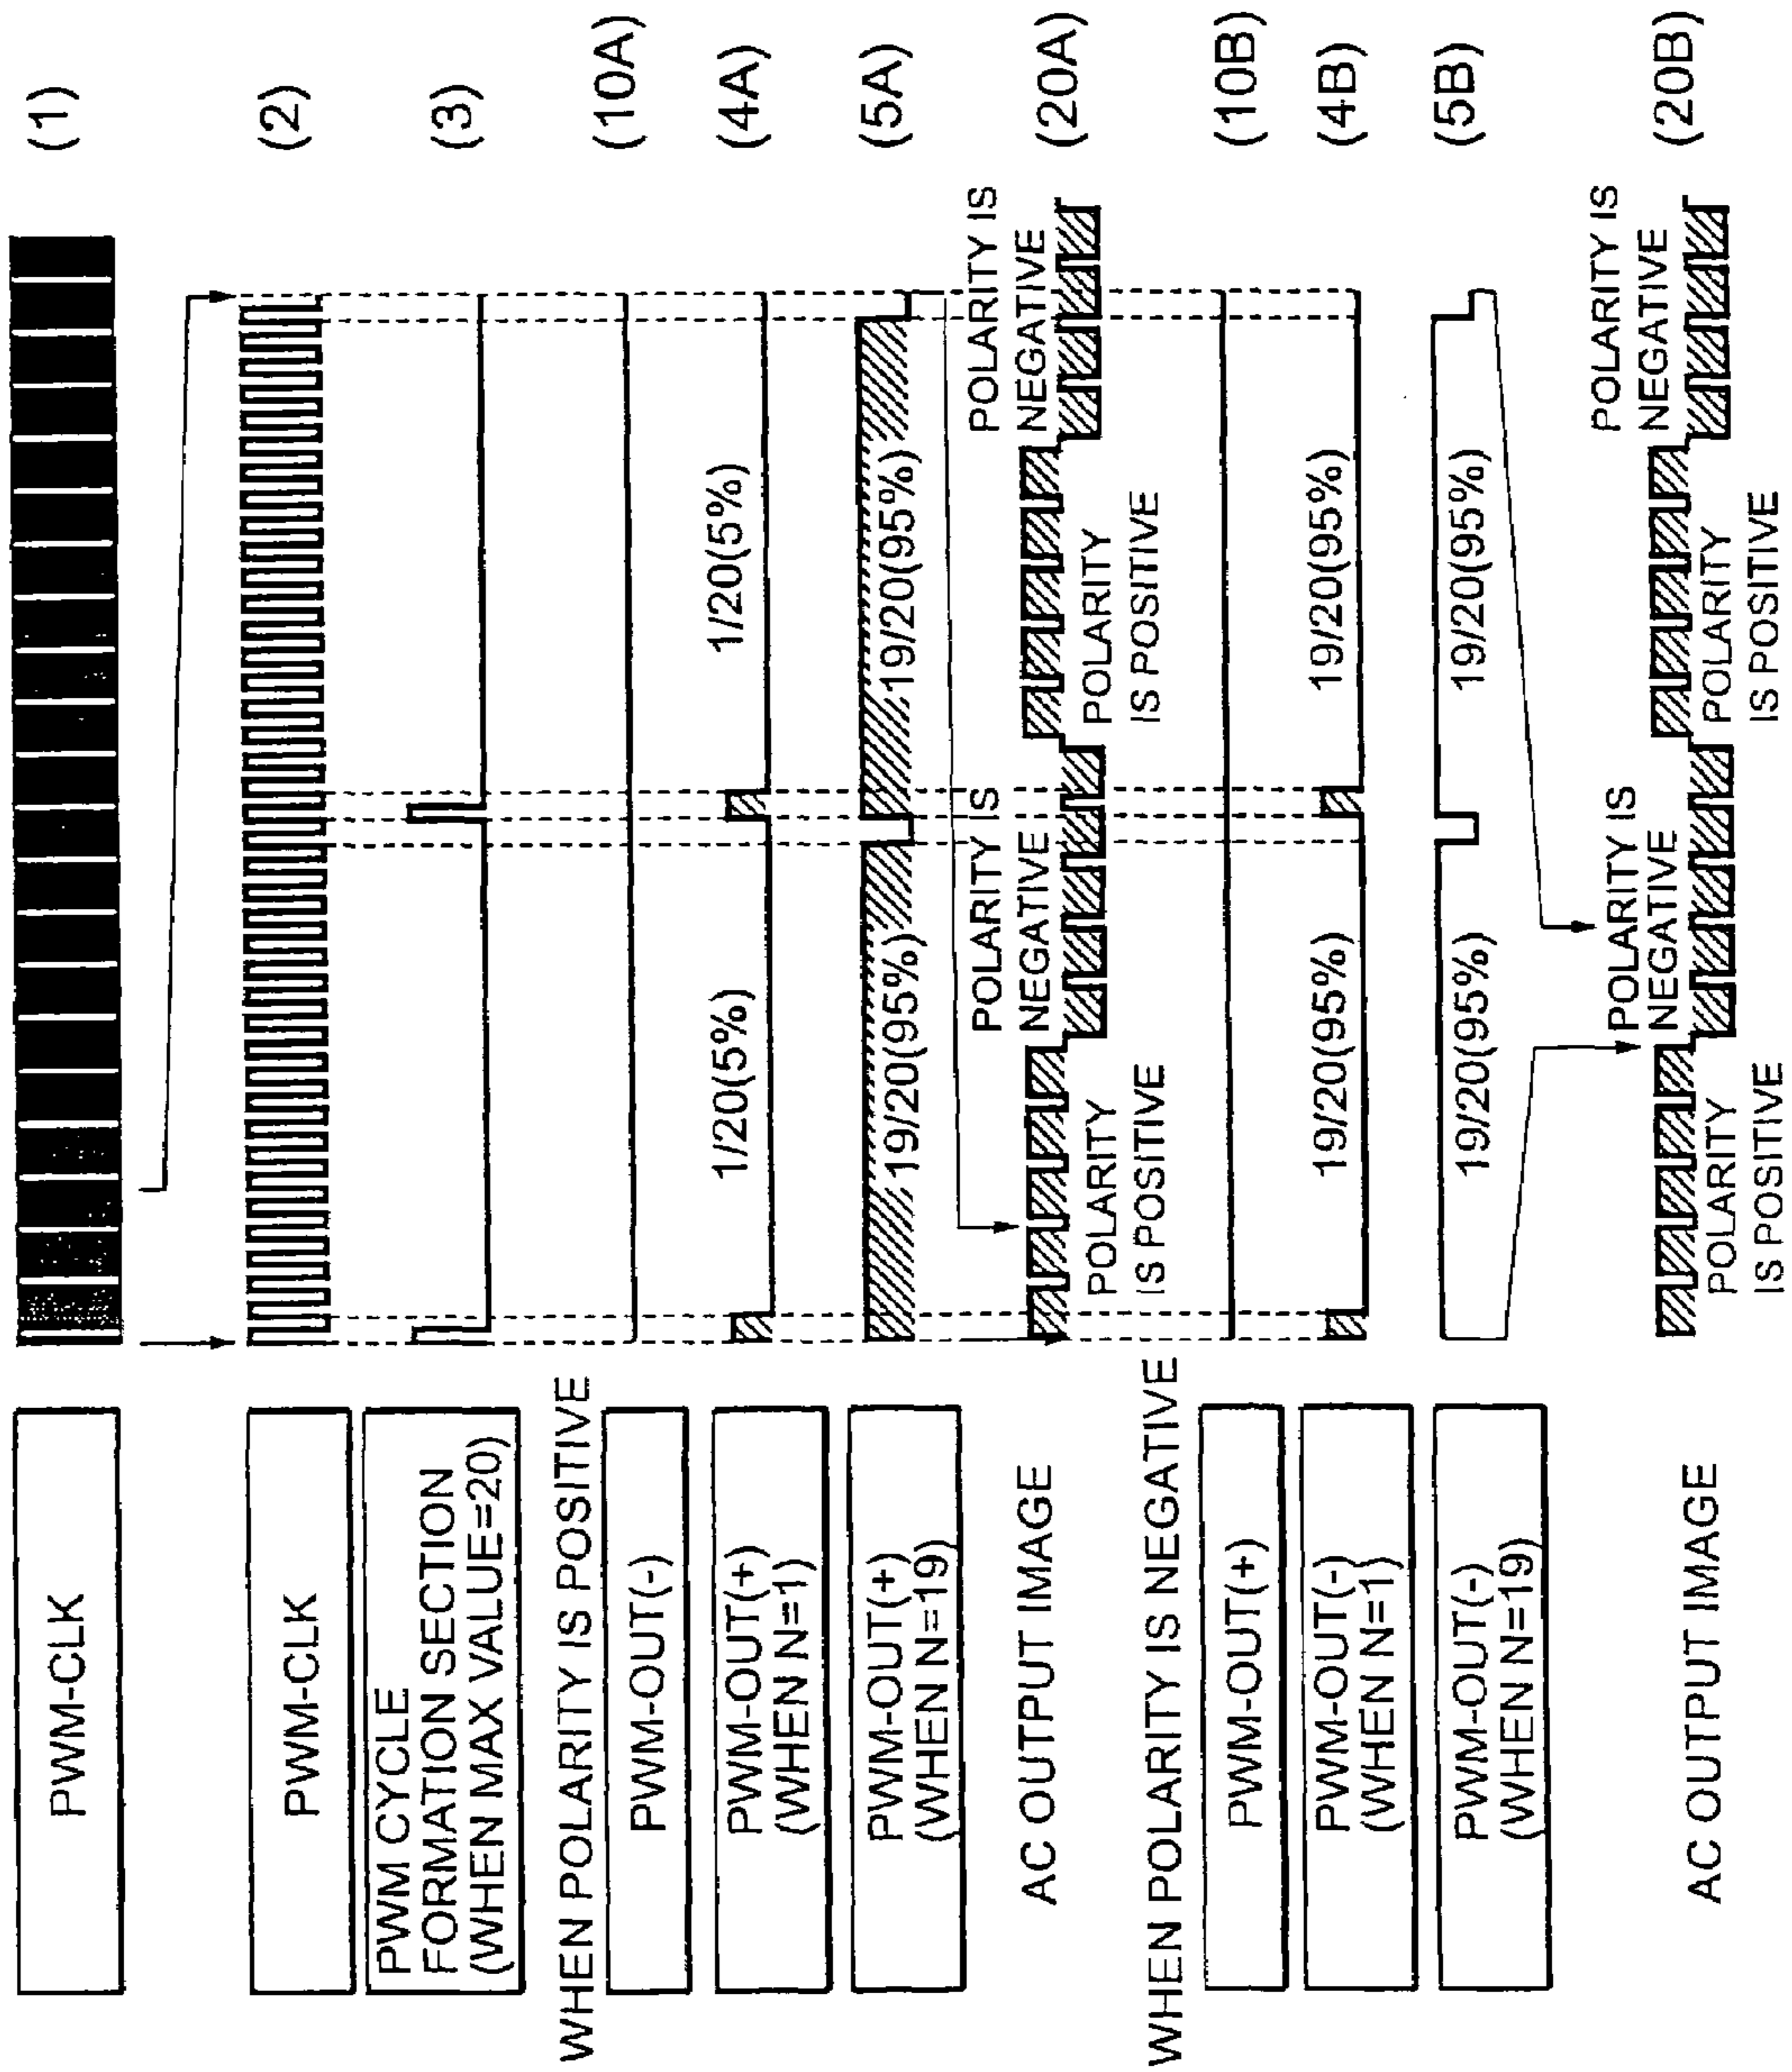 PWM-CLK
(1)
PWM-CLK
(2)
PWM CYCLE
FORMATION SECTION
(WHEN MAX VALUE=20)
(3)
WHEN POLARITY IS POSITIVE
PWM-OUT(-)
(10A)
PWM-OUT(+)
(WHEN N=1)
1/20(5%)
1/20(5%)
(4A)
PWM-OUT(+)
(WHEN N=19)
19/20(95%)
19/20(95%)
(5A)
AC OUTPUT IMAGE
POLARITY
IS POSITIVE
POLARITY IS
NEGATIVE
POLARITY
IS POSITIVE
POLARITY IS
NEGATIVE
(20A)
WHEN POLARITY IS NEGATIVE
PWM-OUT(+)
(10B)
PWM-OUT(-)
(WHEN N=1)
19/20(95%)
19/20(95%)
(4B)
PWM-OUT(-)
(WHEN N=19)
19/20(95%)
19/20(95%)
(5B)
AC OUTPUT IMAGE
POLARITY
IS POSITIVE
POLARITY IS
NEGATIVE
POLARITY
IS POSITIVE
POLARITY IS
NEGATIVE
(20B)